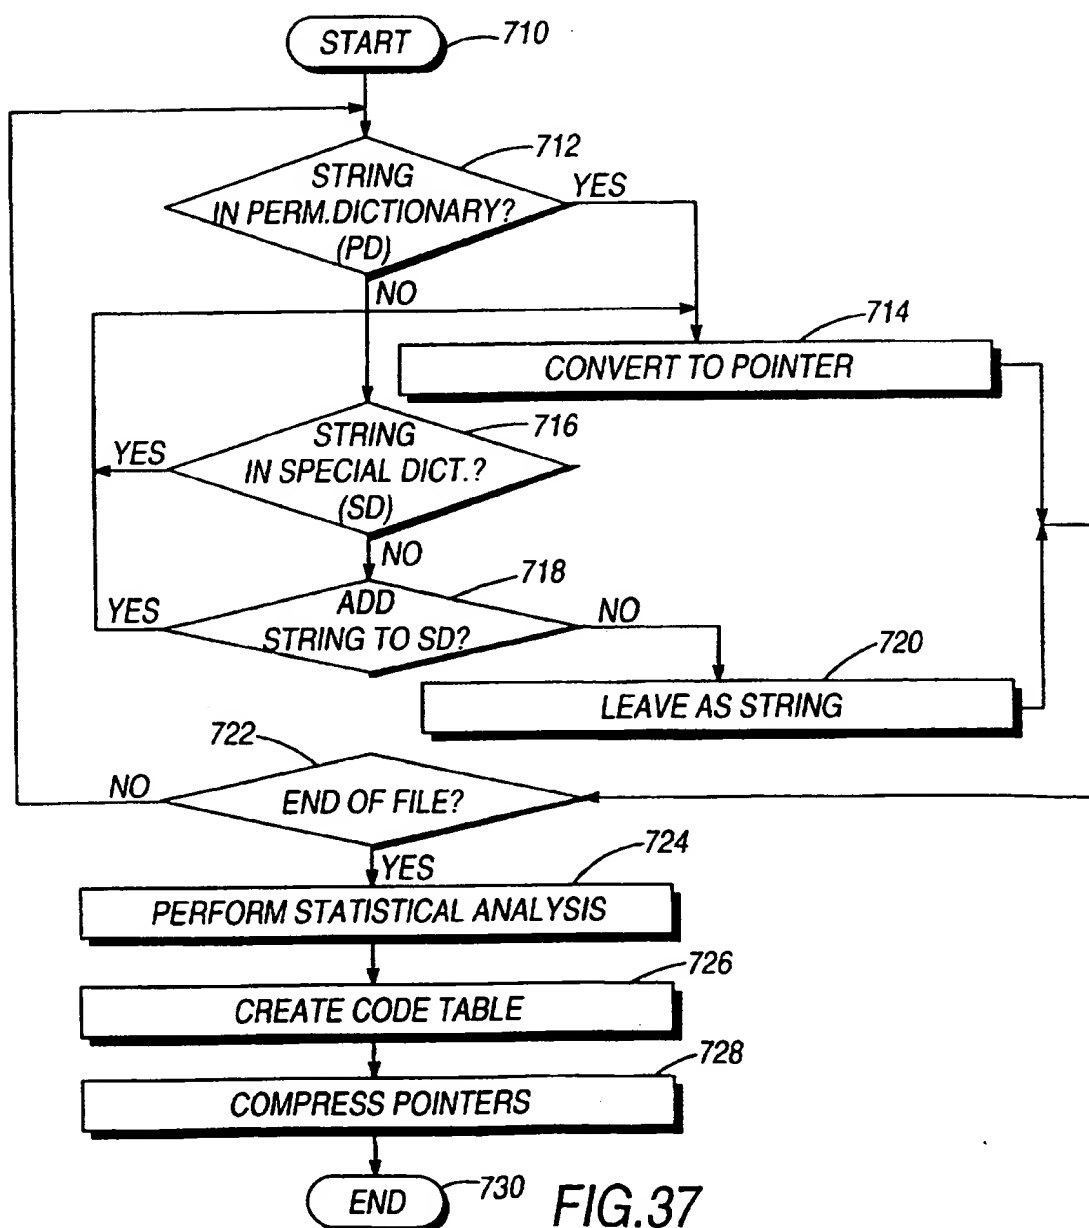 START
710
712
STRING
IN PERM.DICTIONARY?
(PD)
YES
NO
714
CONVERT TO POINTER
716
STRING
IN SPECIAL DICT.?
(SD)
YES
NO
718
ADD
STRING TO SD?
YES
NO
720
LEAVE AS STRING
722
END OF FILE?
NO
YES
724
PERFORM STATISTICAL ANALYSIS
726
CREATE CODE TABLE
728
COMPRESS POINTERS
END
730
FIG.37